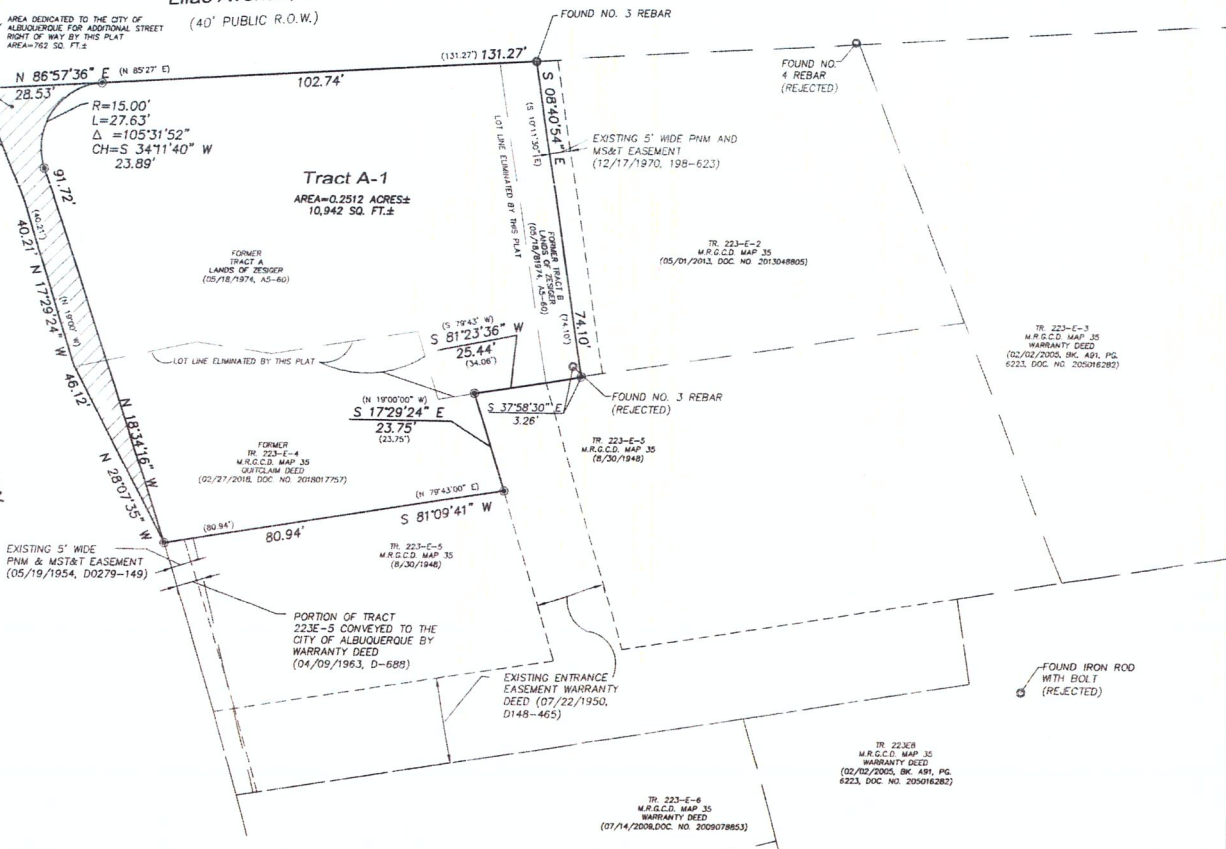 (40' PUBLIC R.O.W.)
AREA DEDICATED TO THE CITY OF
ALBUQUERQUE FOR ADDITIONAL STREET
RIGHT OF WAY BY THIS PLAT
AREA=762 SQ. FT.±
FOUND NO. 3 REBAR
FOUND NO.
4 REBAR
(REJECTED)
N 86°57'36" E (N 85°27' E)
28.53'
102.74'
(131.27') 131.27'
R=15.00'
L=27.63'
Δ =105°31'52"
CH=S 34°11'40" W
23.89'
S 08°40'54" E
(S 10°11'30" E)
EXISTING 5' WIDE PNM AND
MS&T EASEMENT
(12/17/1970, 198-623)
LOT LINE ELIMINATED BY THIS PLAT
Tract A-1
AREA=0.2512 ACRES±
10,942 SQ. FT.±
91.72'
(40.21')
40.21' N 17°29'24" W
(N 19°00' W)
FORMER
TRACT A
LANDS OF ZESIGER
(05/18/1974, A5-60)
FORMER TRACT B
LANDS OF ZESIGER
(05/18/81974, A5-60)
(74.10')
74.10'
TR. 223-E-2
M.R.G.C.D. MAP 35
(05/01/2013, DOC. NO. 2013048805)
TR. 223-E-3
M.R.G.C.D. MAP 35
WARRANTY DEED
(02/02/2005, BK. A91, PG.
6223, DOC. NO. 205016282)
(S 79°43' W)
S 81°23'36" W
25.44'
(34.06')
LOT LINE ELIMINATED BY THIS PLAT
46.12'
N 18°34'16" W
N 28°07'35" W
(N 19°00'00" W)
S 17°29'24" E
23.75'
(23.75')
S 37°58'30" E
3.26'
FOUND NO. 3 REBAR
(REJECTED)
TR. 223-E-5
M.R.G.C.D. MAP 35
(8/30/1948)
FORMER
TR. 223-E-4
M.R.G.C.D. MAP 35
QUITCLAIM DEED
(02/27/2018, DOC. NO. 2018017757)
(N 79°43'00" E)
S 81°09'41" W
(80.94')
80.94'
EXISTING 5' WIDE
PNM & MST&T EASEMENT
(05/19/1954, D0279-149)
TR. 223-E-5
M.R.G.C.D. MAP 35
(8/30/1948)
PORTION OF TRACT
223E-5 CONVEYED TO THE
CITY OF ALBUQUERQUE BY
WARRANTY DEED
(04/09/1963, D-688)
EXISTING ENTRANCE
EASEMENT WARRANTY
DEED (07/22/1950,
D148-465)
FOUND IRON ROD
WITH BOLT
(REJECTED)
TR. 223E8
M.R.G.C.D. MAP 35
WARRANTY DEED
(02/02/2005, BK. A91, PG.
6223, DOC. NO. 205016282)
TR. 223-E-6
M.R.G.C.D. MAP 35
WARRANTY DEED
(07/14/2009,DOC. NO. 2009078853)